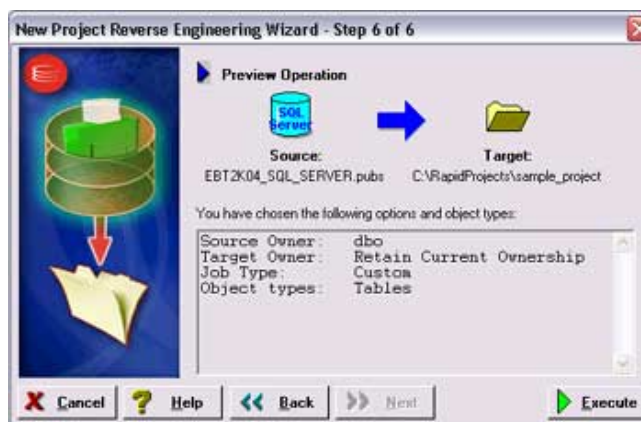 New Project Reverse Engineering Wizard - Step 6 of 6
Preview Operation
SQL
Server
Source:
Target:
EBT2K04_SQL_SERVER.pubs
C:\RapidProjects\sample_project
You have chosen the following options and object types:
Source Owner: dbo
Target Owner: Retain Current Ownership
Job Type: Custom
Object types: Tables
Cancel
Help
Back
Next
Execute